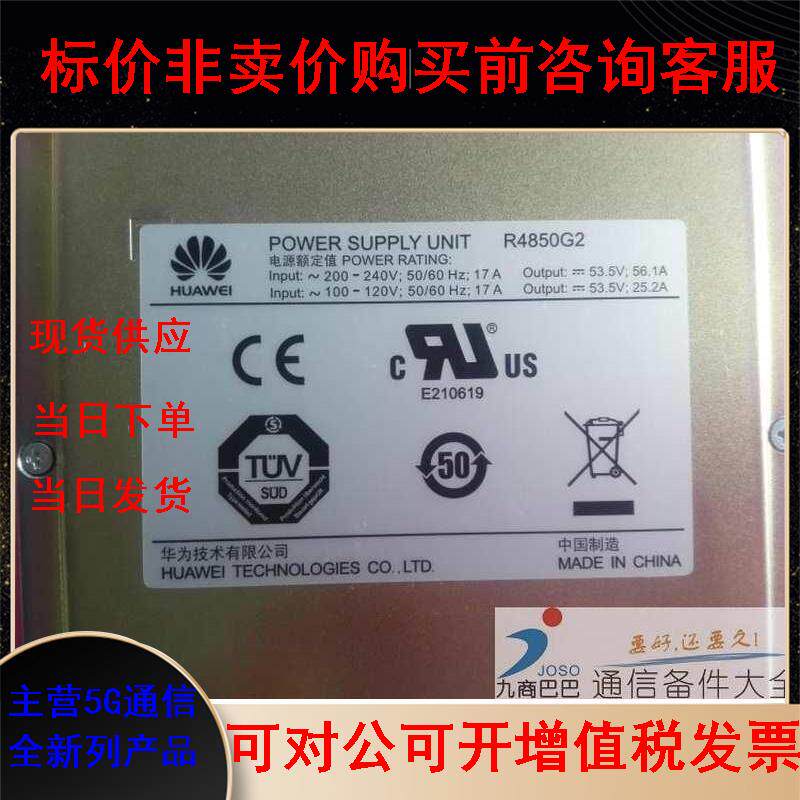 标价非卖价购买前咨询客服
HUAWEI
POWER SUPPLY UNIT R4850G2
电源额定值 POWER RATING:
Input: ~ 200-240V; 50/60 Hz; 17 A Output: ⎓ 53.5V; 56.1A
Input: ~ 100-120V; 50/60 Hz; 17 A Output: ⎓ 53.5V; 25.2A
现货供应
当日下单
当日发货
CE
c RU ® US
E210619
S
TÜV
SÜD
50
华为技术有限公司
HUAWEI TECHNOLOGIES CO.,LTD.
中国制造
MADE IN CHINA
JOSO
九商巴巴
要好,还要久!
通信备件大全
主营5G通信
全新列产品
可对公可开增值税发票